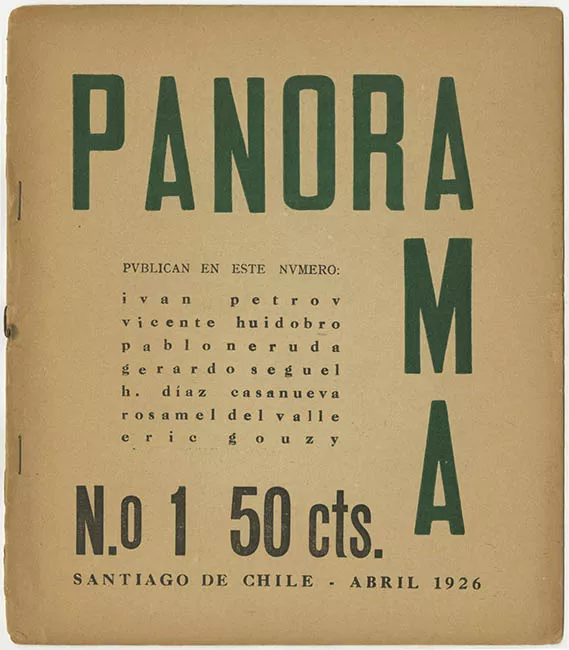 PANORAMA
PVBLICAN EN ESTE NVMERO:
ivan petrov
vicente huidobro
pablo neruda
gerardo seguel
h. díaz casanueva
rosamel del valle
eric gouzy
N.o 1 50 cts.
SANTIAGO DE CHILE - ABRIL 1926